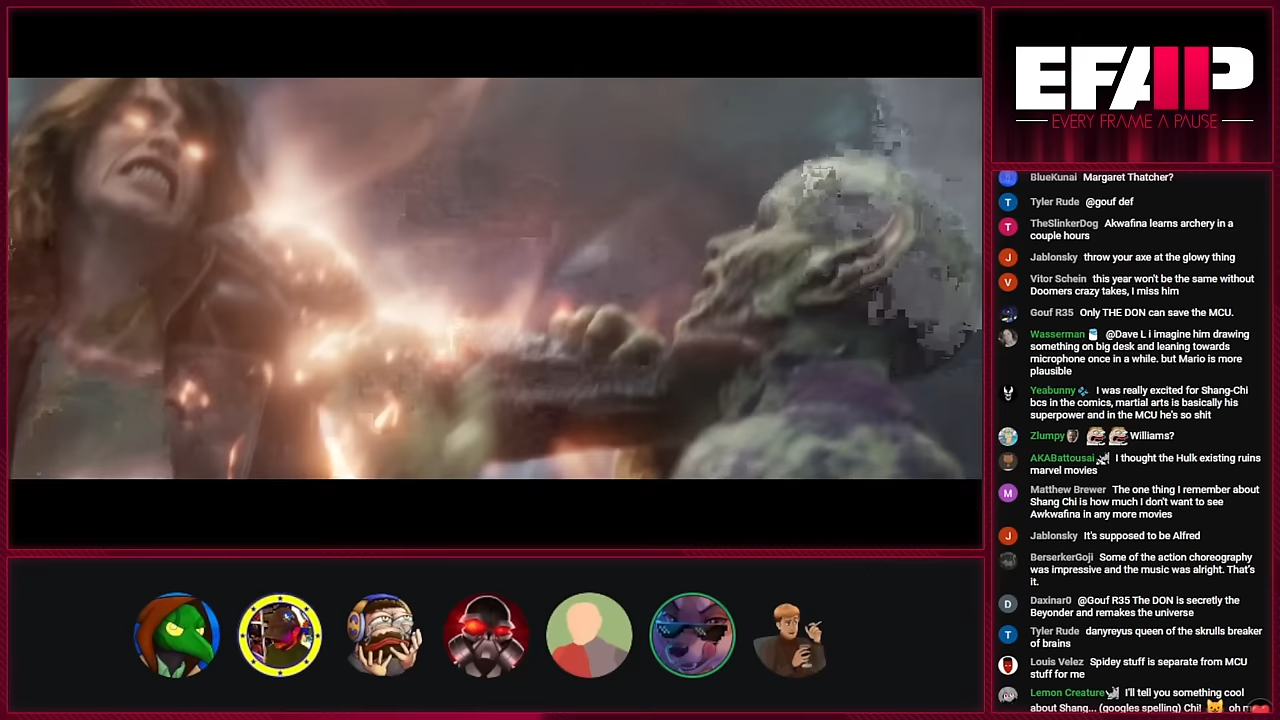 EFAP
EVERY FRAME A PAUSE
BlueKunai Margaret Thatcher?
T Tyler Rude @gouf def
T TheSlinkerDog Akwafina learns archery in a
couple hours
J Jablonsky throw your axe at the glowy thing
V Vitor Schein this year won't be the same without
Doomers crazy takes, I miss him
Gouf R35 Only THE DON can save the MCU.
Wasserman @Dave L i imagine him drawing
something on big desk and leaning towards
microphone once in a while. but Mario is more
plausible
Yeabunny I was really excited for Shang-Chi
bcs in the comics, martial arts is basically his
superpower and in the MCU he's so shit
Zlumpy Williams?
AKABattousai I thought the Hulk existing ruins
marvel movies
M Matthew Brewer The one thing I remember about
Shang Chi is how much I don't want to see
Awkwafina in any more movies
J Jablonsky It's supposed to be Alfred
BerserkerGoji Some of the action choreography
was impressive and the music was alright. That's
it.
D Daxinar0 @Gouf R35 The DON is secretly the
Beyonder and remakes the universe
T Tyler Rude danyreyus queen of the skrulls breaker
of brains
Louis Velez Spidey stuff is separate from MCU
stuff for me
Lemon Creature I'll tell you something cool
about Shang... (googles spelling) Chi! oh